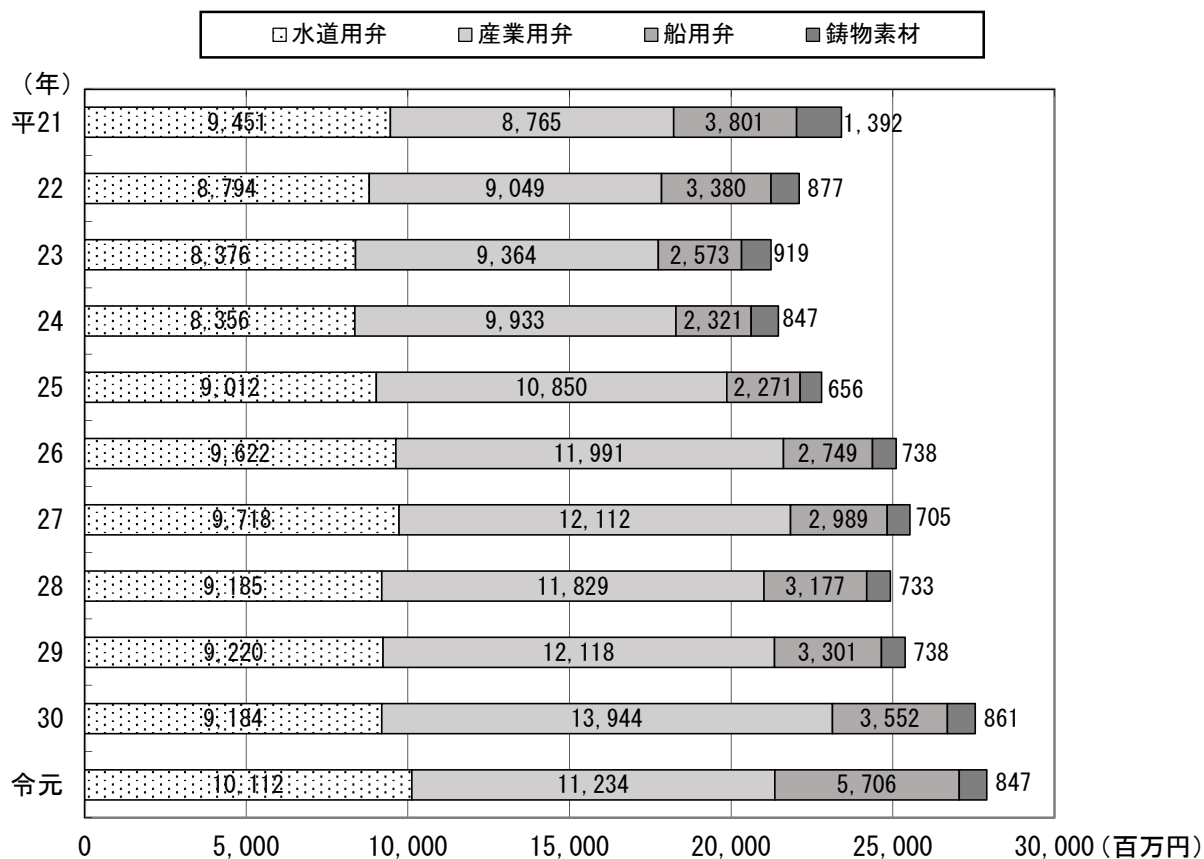 水道用弁 産業用弁 船用弁 鋳物素材
（年）
平21 9,451 8,765 3,801 1,392
22 8,794 9,049 3,380 877
23 8,376 9,364 2,573 919
24 8,356 9,933 2,321 847
25 9,012 10,850 2,271 656
26 9,622 11,991 2,749 738
27 9,718 12,112 2,989 705
28 9,185 11,829 3,177 733
29 9,220 12,118 3,301 738
30 9,184 13,944 3,552 861
令元 10,112 11,234 5,706 847
0 5,000 10,000 15,000 20,000 25,000 30,000（百万円）